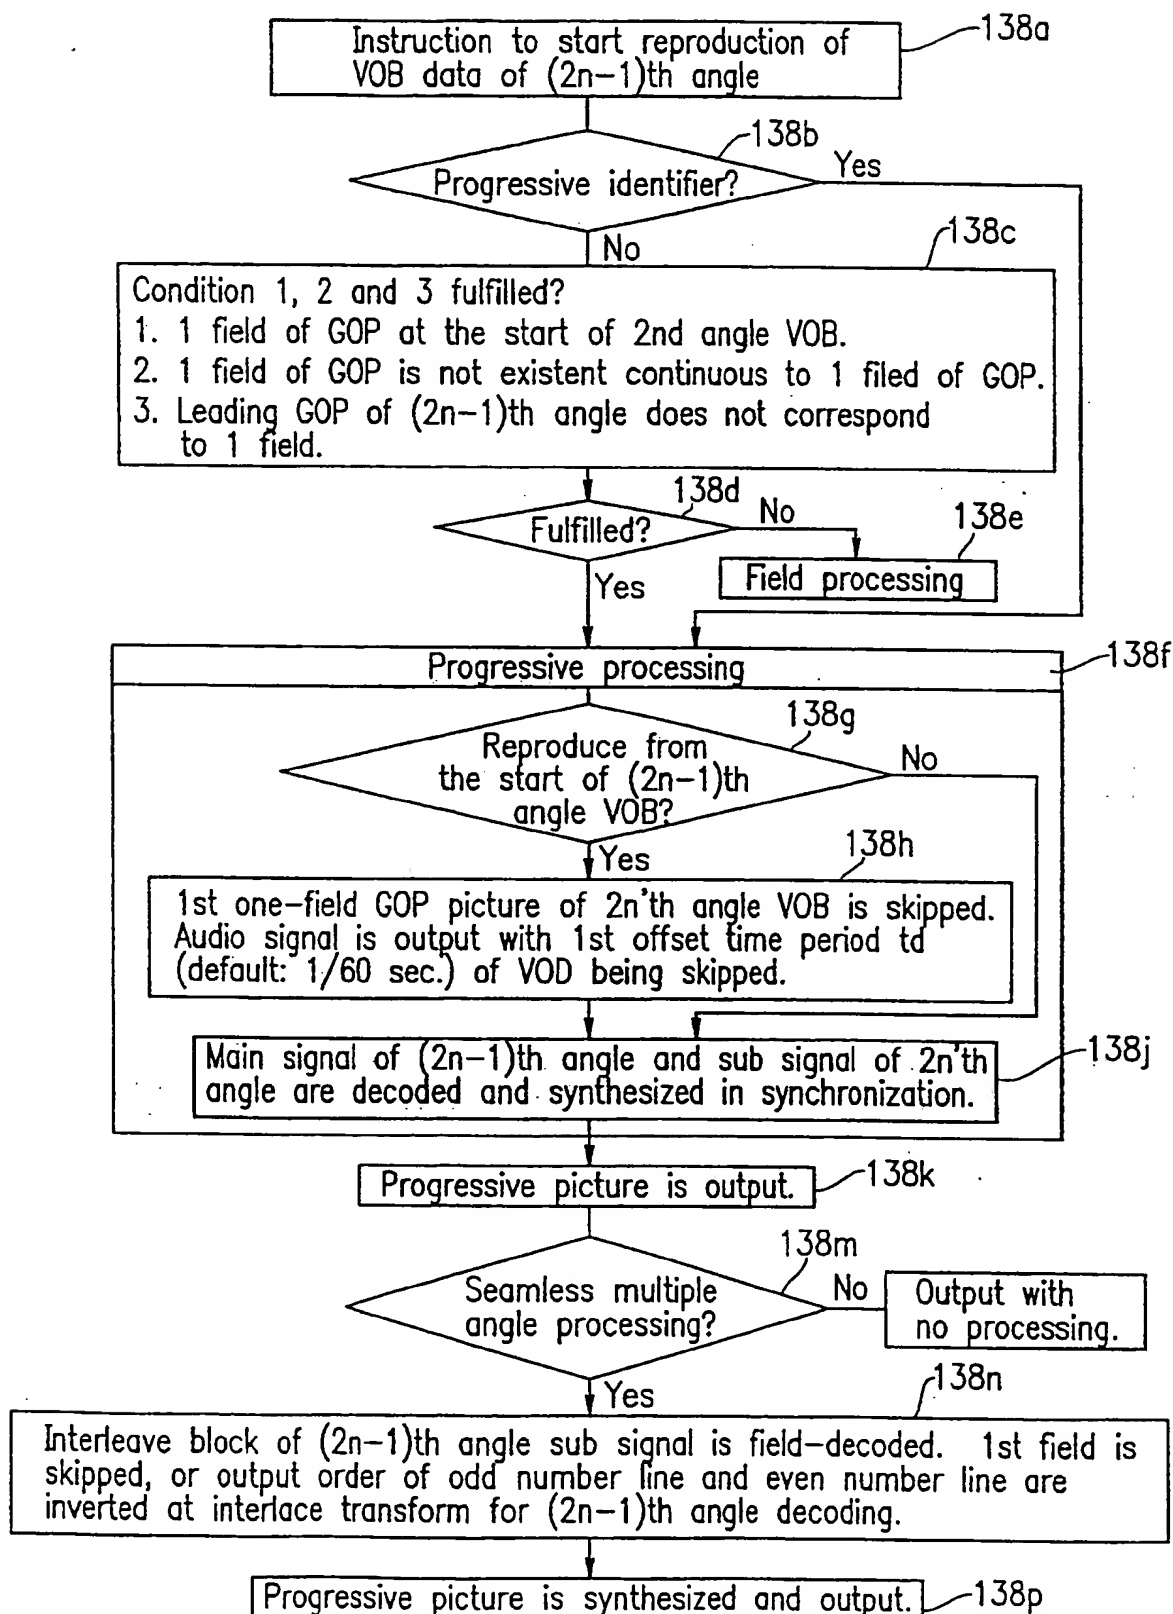 Instruction to start reproduction of
VOB data of (2n-1)th angle
138a
138b
Progressive identifier?
Yes
No
138c
Condition 1, 2 and 3 fulfilled?
1. 1 field of GOP at the start of 2nd angle VOB.
2. 1 field of GOP is not existent continuous to 1 filed of GOP.
3. Leading GOP of (2n-1)th angle does not correspond
to 1 field.
138d
Fulfilled?
No
138e
Field processing
Yes
Progressive processing
138f
138g
Reproduce from
the start of (2n-1)th
angle VOB?
No
Yes
138h
1st one-field GOP picture of 2n'th angle VOB is skipped.
Audio signal is output with 1st offset time period td
(default: 1/60 sec.) of VOD being skipped.
Main signal of (2n-1)th angle and sub signal of 2n'th
angle are decoded and synthesized in synchronization.
138j
Progressive picture is output.
138k
138m
Seamless multiple
angle processing?
No
Output with
no processing.
Yes
138n
Interleave block of (2n-1)th angle sub signal is field-decoded. 1st field is
skipped, or output order of odd number line and even number line are
inverted at interlace transform for (2n-1)th angle decoding.
Progressive picture is synthesized and output.
138p